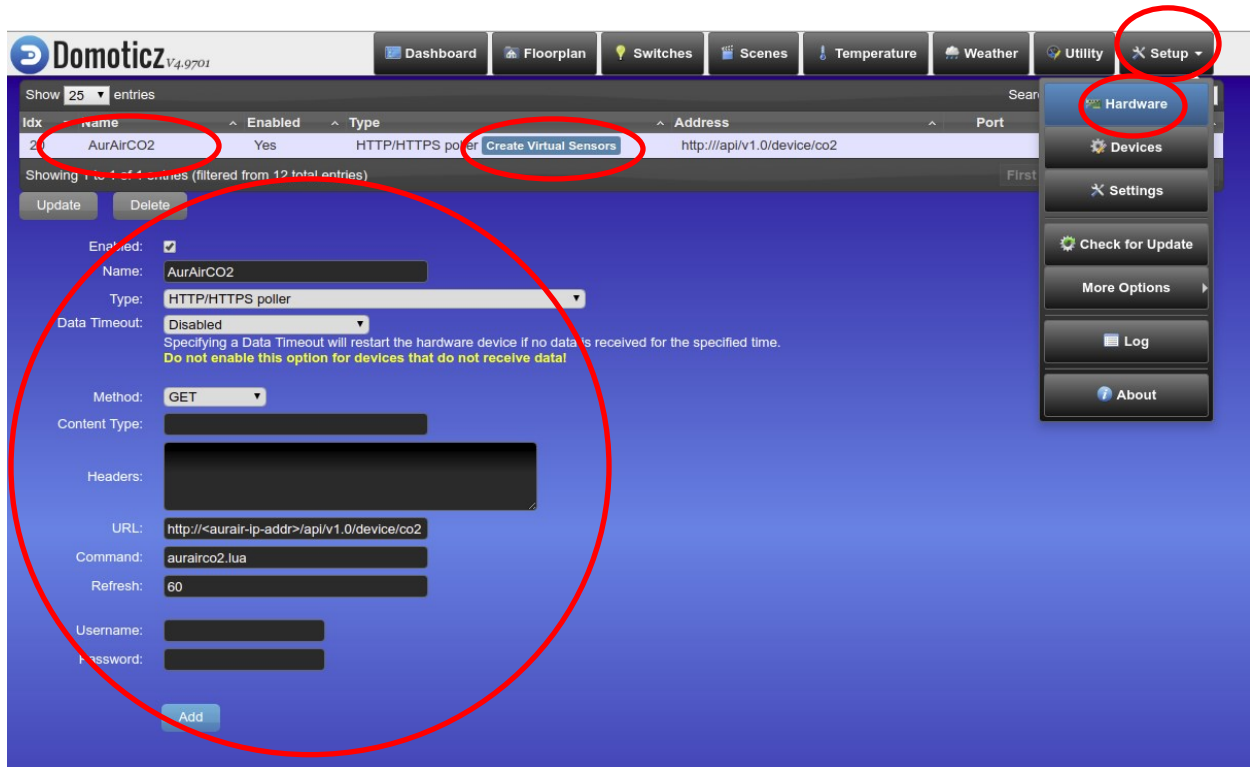 Domoticz V4.9701 Dashboard Floorplan Switches Scenes Temperature Weather Utility Setup
Show 25 entries
Hardware
Idx Name Enabled Type Address Port
AurAirCO2 Yes HTTP/HTTPS poller Create Virtual Sensors http:///api/v1.0/device/co2
Devices
Showing 1 to 1 of 1 entries (filtered from 12 total entries) First
Settings
Update Delete
Enabled:
Check for Update
Name: AurAirCO2
Type: HTTP/HTTPS poller
More Options
Data Timeout: Disabled
Specifying a Data Timeout will restart the hardware device if no data is received for the specified time.
Log
Do not enable this option for devices that do not receive data!
Method: GET
About
Content Type:
Headers:
URL: http://<aurair-ip-addr>/api/v1.0/device/co2
Command: aurairco2.lua
Refresh: 60
Username:
Password:
Add